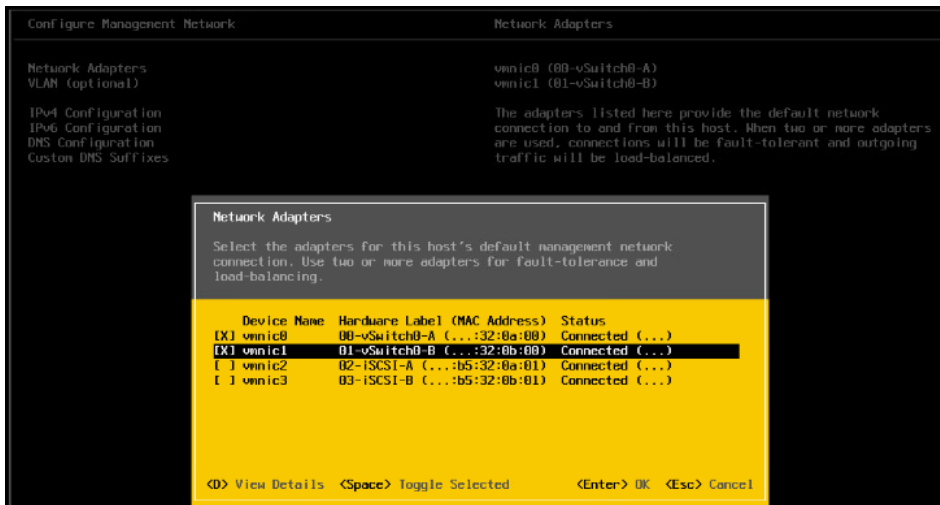 Configure Management Network
Network Adapters
Network Adapters
VLAN (optional)
IPv4 Configuration
IPv6 Configuration
DNS Configuration
Custom DNS Suffixes
vmnic0 (00-vSwitch0-A)
vmnic1 (01-vSwitch0-B)
The adapters listed here provide the default network
connection to and from this host. When two or more adapters
are used, connections will be fault-tolerant and outgoing
traffic will be load-balanced.
Network Adapters
Select the adapters for this host's default management network
connection. Use two or more adapters for fault-tolerance and
load-balancing.
Device Name Hardware Label (MAC Address) Status
[X] vmnic0 00-vSwitch0-A (...:32:0a:00) Connected (...)
[X] vmnic1 01-vSwitch0-B (...:32:0b:00) Connected (...)
[ ] vmnic2 02-iSCSI-A (...:b5:32:0a:01) Connected (...)
[ ] vmnic3 03-iSCSI-B (...:b5:32:0b:01) Connected (...)
<D> View Details <Space> Toggle Selected <Enter> OK <Esc> Cancel